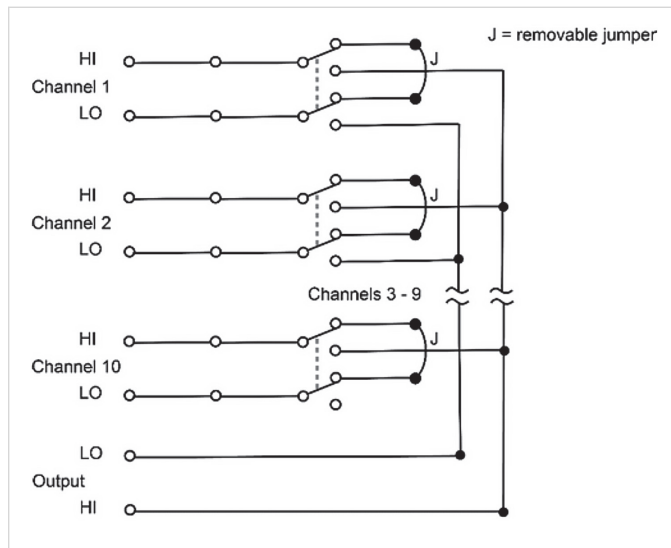 J = removable jumper
HI
J
Channel 1
LO
HI
J
Channel 2
LO
Channels 3 - 9
HI
J
Channel 10
LO
LO
Output
HI